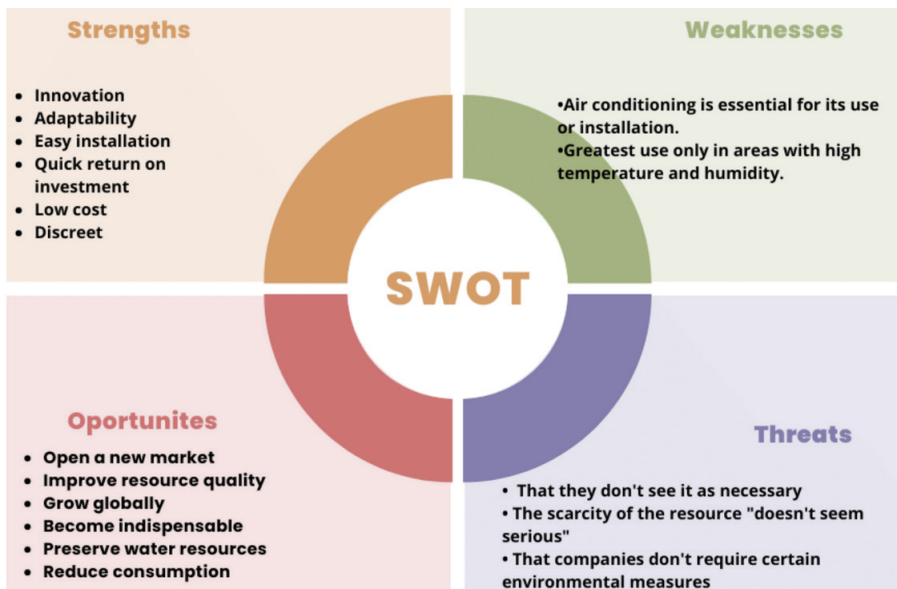 Strengths
• Innovation
• Adaptability
• Easy installation
• Quick return on
investment
• Low cost
• Discreet
Weaknesses
•Air conditioning is essential for its use
or installation.
•Greatest use only in areas with high
temperature and humidity.
SWOT
Oportunites
• Open a new market
• Improve resource quality
• Grow globally
• Become indispensable
• Preserve water resources
• Reduce consumption
Threats
• That they don't see it as necessary
• The scarcity of the resource "doesn't seem
serious"
• That companies don't require certain
environmental measures